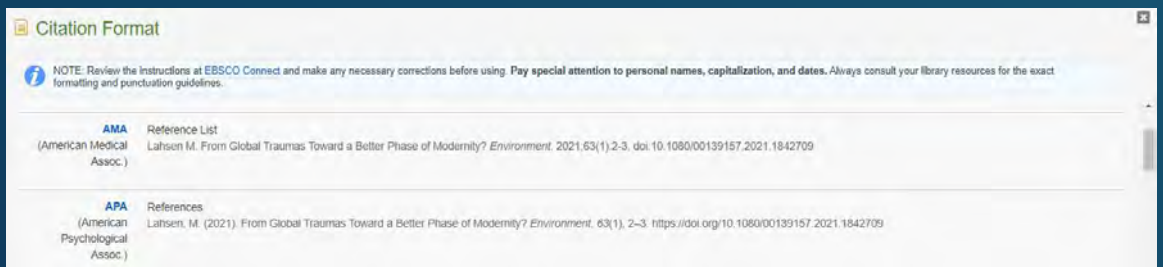 Citation Format
NOTE: Review the instructions at EBSCO Connect and make any necessary corrections before using. Pay special attention to personal names, capitalization, and dates. Always consult your library resources for the exact
formatting and punctuation guidelines.
AMA Reference List
(American Medical Lahsen M. From Global Traumas Toward a Better Phase of Modernity? Environment. 2021;63(1):2-3. doi:10.1080/00139157.2021.1842709
Assoc.)
APA References
(American Lahsen, M. (2021). From Global Traumas Toward a Better Phase of Modernity? Environment, 63(1), 2–3. https://doi.org/10.1080/00139157.2021.1842709
Psychological
Assoc.)